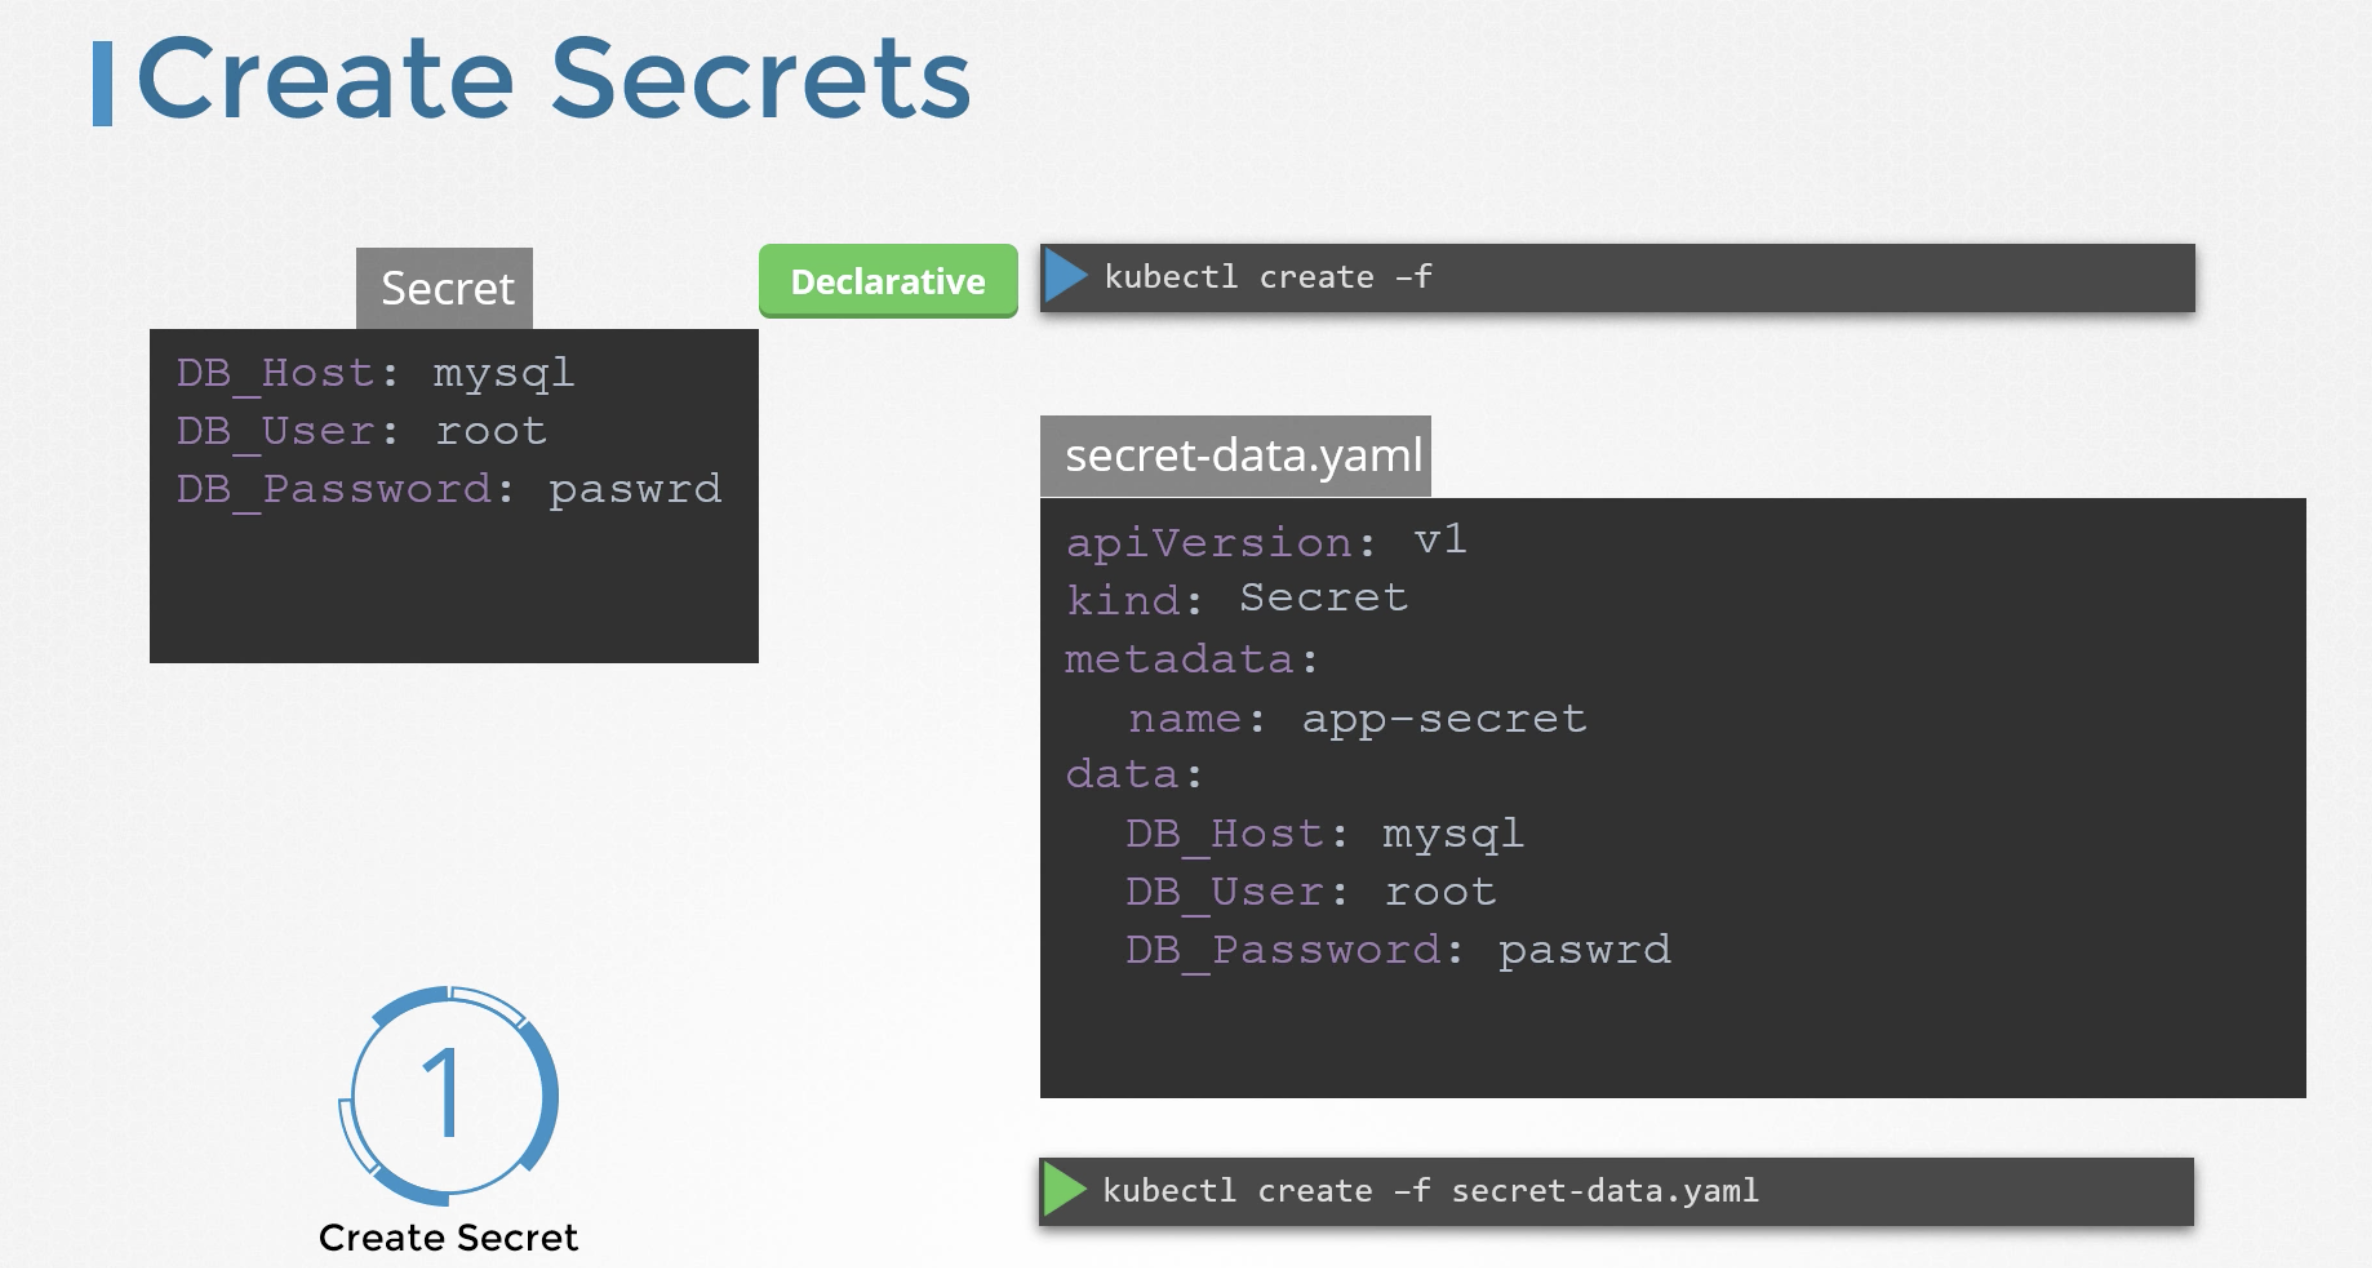 Create Secrets
Secret
DB_Host: mysql
DB_User: root
DB_Password: paswrd
Declarative
kubectl create –f
secret-data.yaml
apiVersion: v1
kind: Secret
metadata:
  name: app-secret
data:
  DB_Host: mysql
  DB_User: root
  DB_Password: paswrd
1
Create Secret
kubectl create –f secret-data.yaml